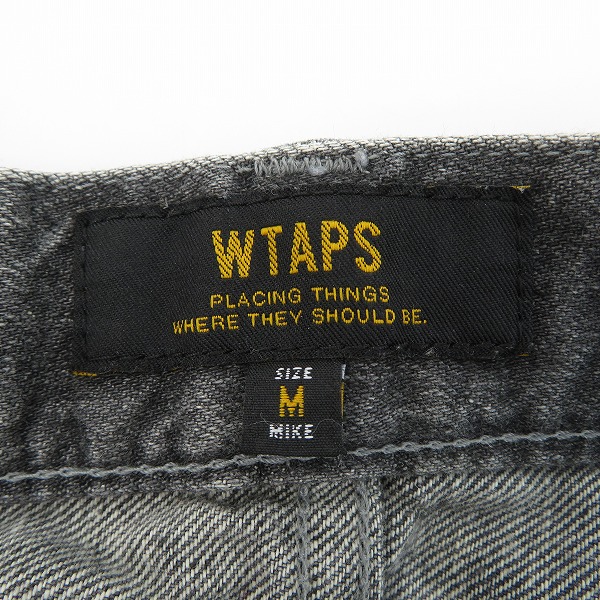 WTAPS
PLACING THINGS
WHERE THEY SHOULD BE.
SIZE
M
MIKE